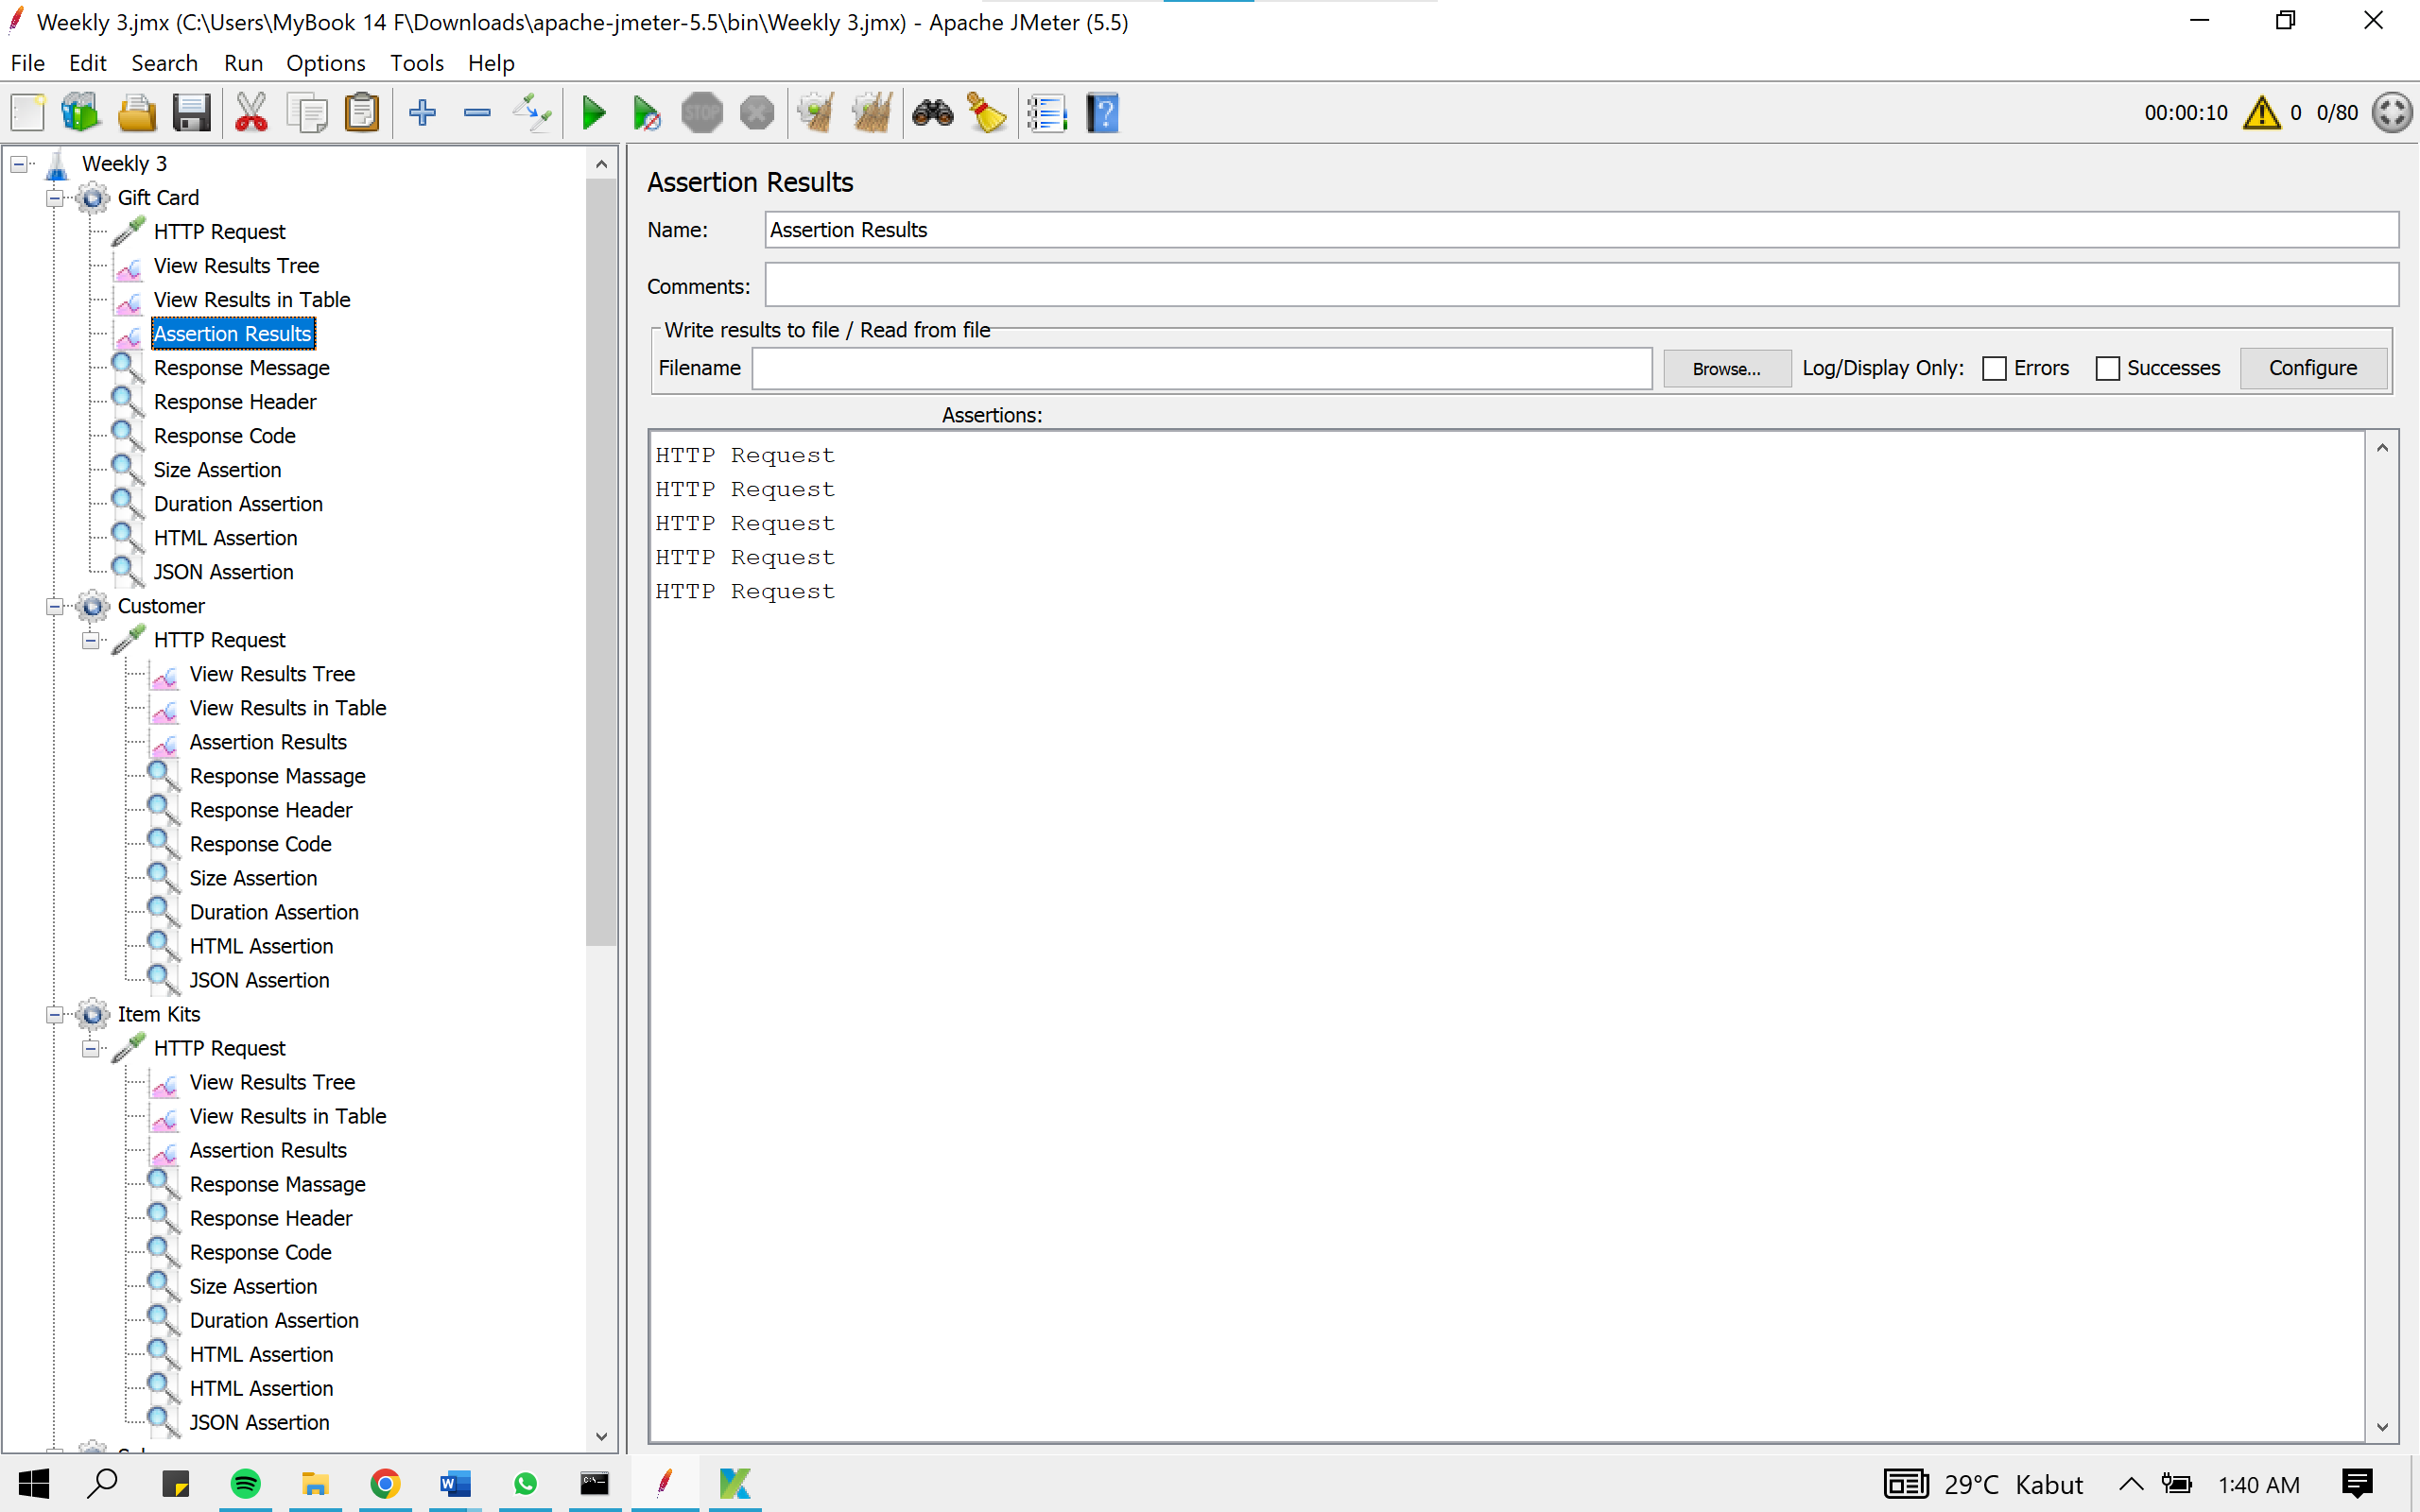 Weekly 3.jmx (C:\Users\MyBook 14 F\Downloads\apache-jmeter-5.5\bin\Weekly 3.jmx) - Apache JMeter (5.5)
File Edit Search Run Options Tools Help
STOP
00:00:10 0 0/80
Weekly 3
Gift Card
HTTP Request
View Results Tree
View Results in Table
Assertion Results
Response Message
Response Header
Response Code
Size Assertion
Duration Assertion
HTML Assertion
JSON Assertion
Customer
HTTP Request
View Results Tree
View Results in Table
Assertion Results
Response Massage
Response Header
Response Code
Size Assertion
Duration Assertion
HTML Assertion
JSON Assertion
Item Kits
HTTP Request
View Results Tree
View Results in Table
Assertion Results
Response Massage
Response Header
Response Code
Size Assertion
Duration Assertion
HTML Assertion
HTML Assertion
JSON Assertion
Assertion Results
Name: Assertion Results
Comments:
Write results to file / Read from file
Filename Browse... Log/Display Only: Errors Successes Configure
Assertions:
HTTP Request
HTTP Request
HTTP Request
HTTP Request
HTTP Request
29°C Kabut 1:40 AM